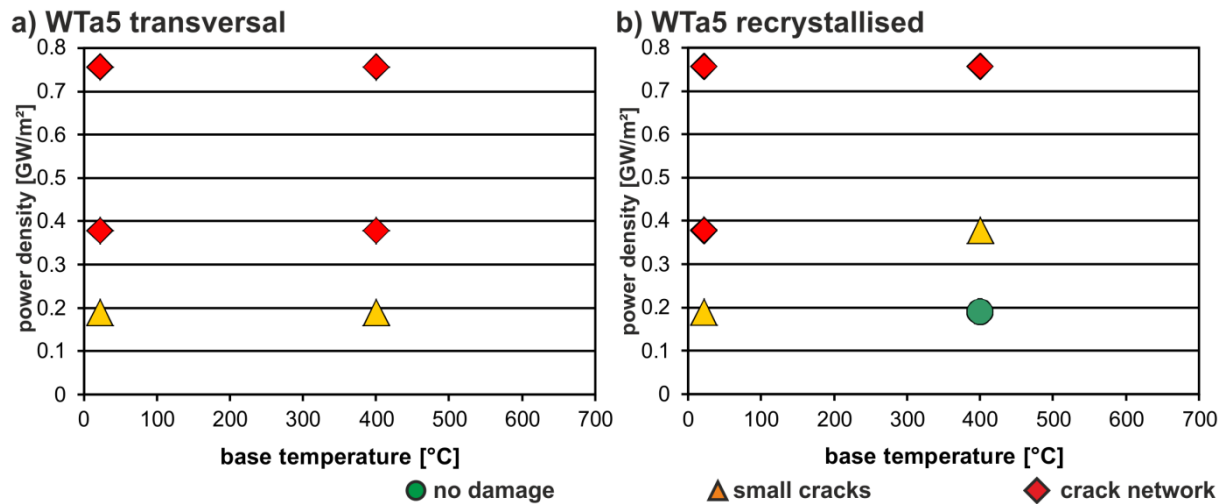 a) WTa5 transversal
b) WTa5 recrystallised
power density [GW/m²]
0.8
0.7
0.6
0.5
0.4
0.3
0.2
0.1
0
0 100 200 300 400 500 600 700
base temperature [°C]
power density [GW/m²]
0.8
0.7
0.6
0.5
0.4
0.3
0.2
0.1
0
0 100 200 300 400 500 600 700
base temperature [°C]
no damage
small cracks
crack network